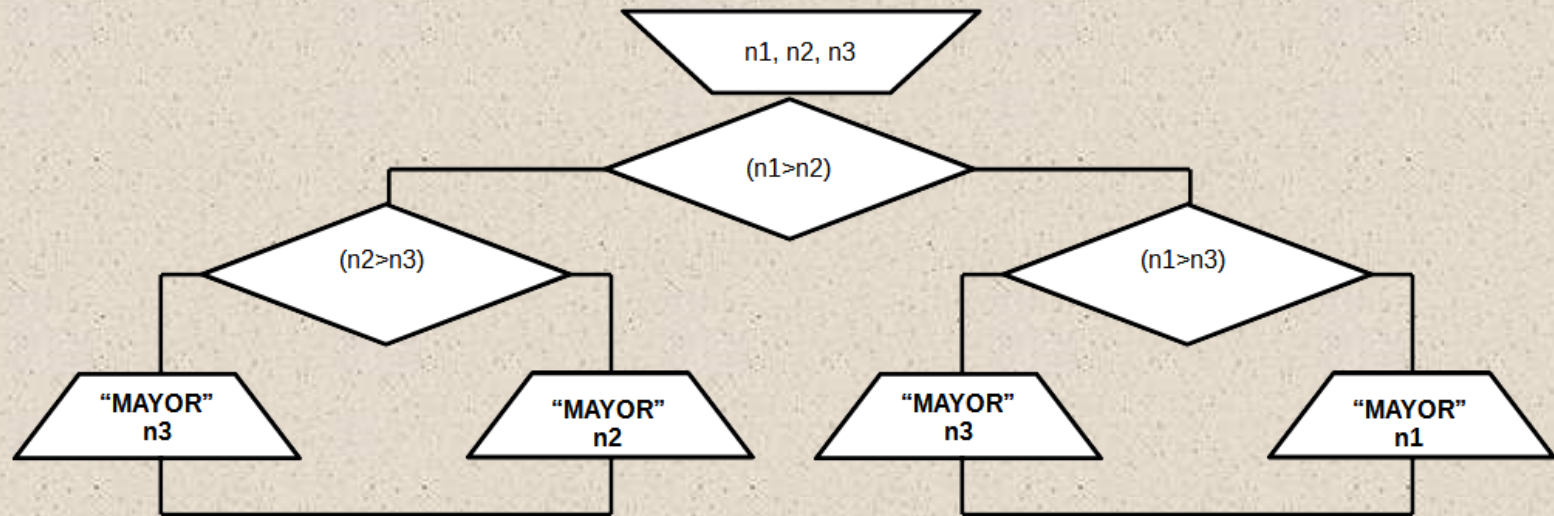 n1, n2, n3
(n1>n2)
(n2>n3)
(n1>n3)
“MAYOR”
n3
“MAYOR”
n2
“MAYOR”
n3
“MAYOR”
n1